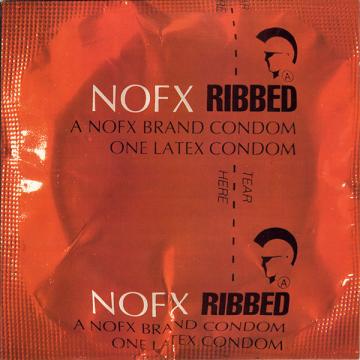 A
NOFX RIBBED
A NOFX BRAND CONDOM
ONE LATEX CONDOM
TEAR
HERE
A
NOFX RIBBED
A NOFX BRAND CONDOM
ONE LATEX CONDOM